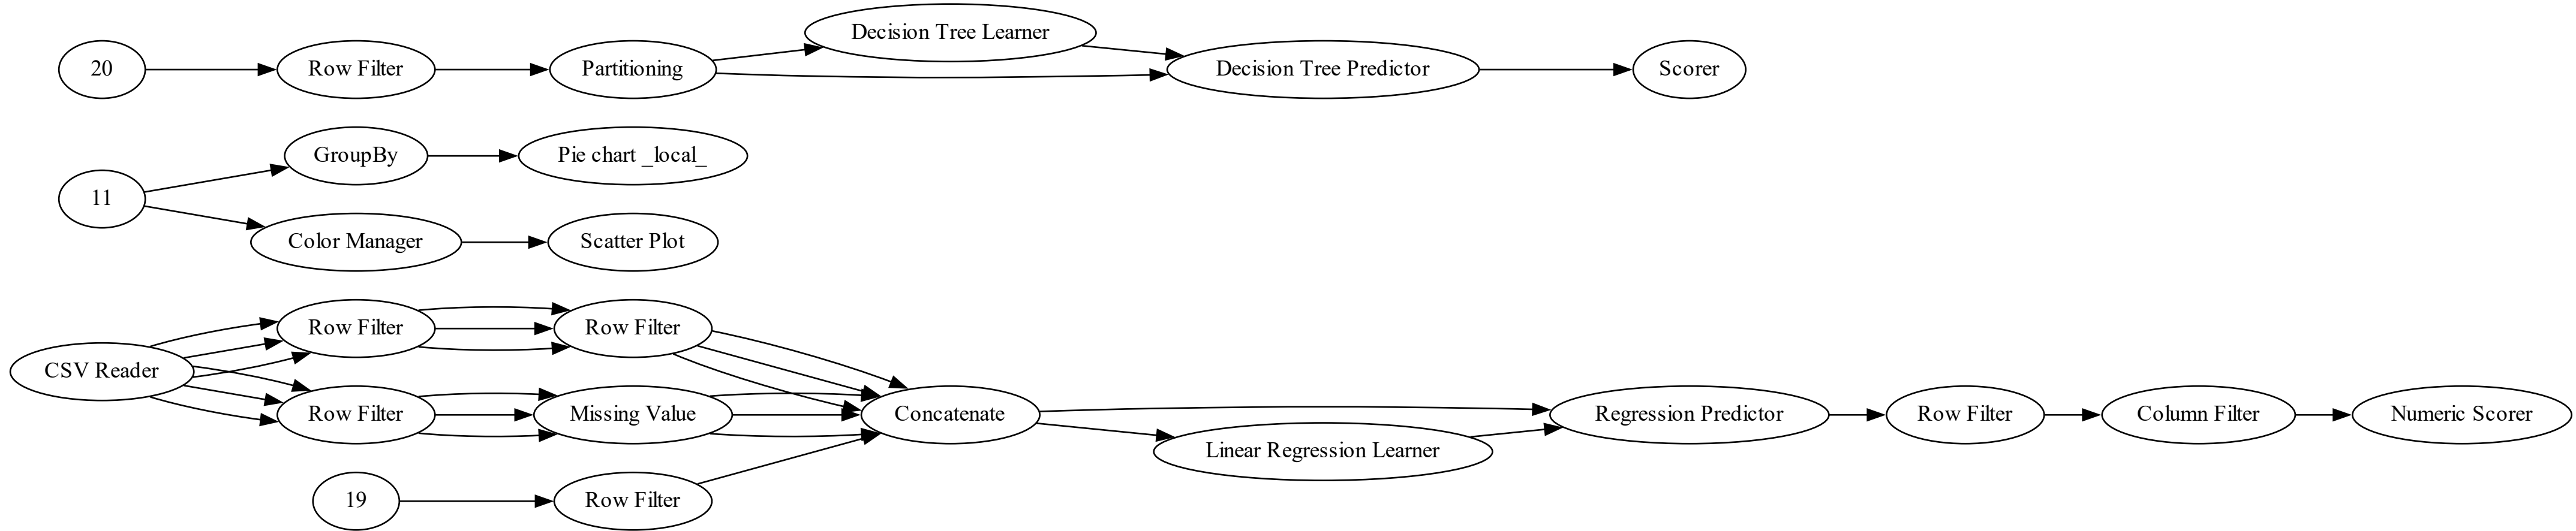 Decision Tree Learner
20
Row Filter
Partitioning
Decision Tree Predictor
Scorer
GroupBy
Pie chart _local_
11
Color Manager
Scatter Plot
Row Filter
Row Filter
CSV Reader
Row Filter
Missing Value
Concatenate
Regression Predictor
Row Filter
Column Filter
Numeric Scorer
Linear Regression Learner
19
Row Filter